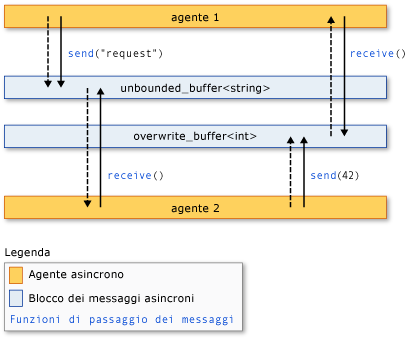 agente 1
send("request")
receive()
unbounded_buffer<string>
overwrite_buffer<int>
receive()
send(42)
agente 2
Legenda
Agente asincrono
Blocco dei messaggi asincroni
Funzioni di passaggio dei messaggi